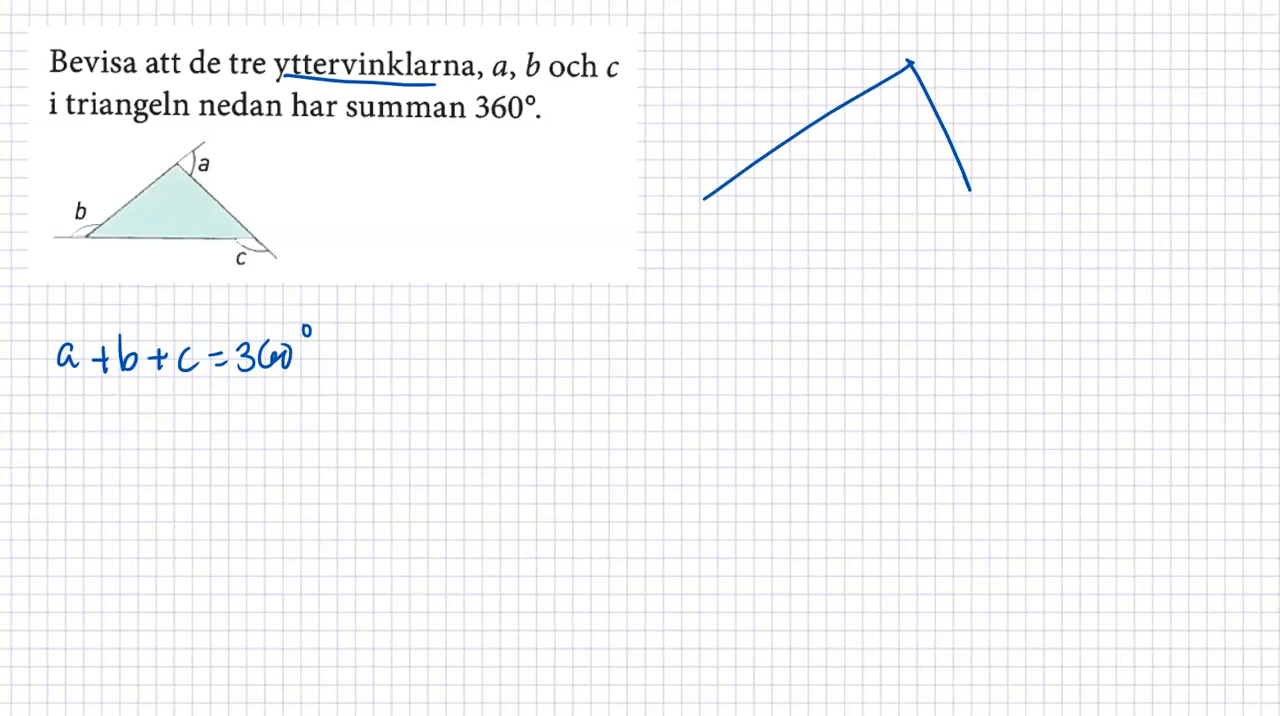 Bevisa att de tre yttervinklarna, a, b och c
i triangeln nedan har summan 360°.
a
b
c
a + b + c = 360°